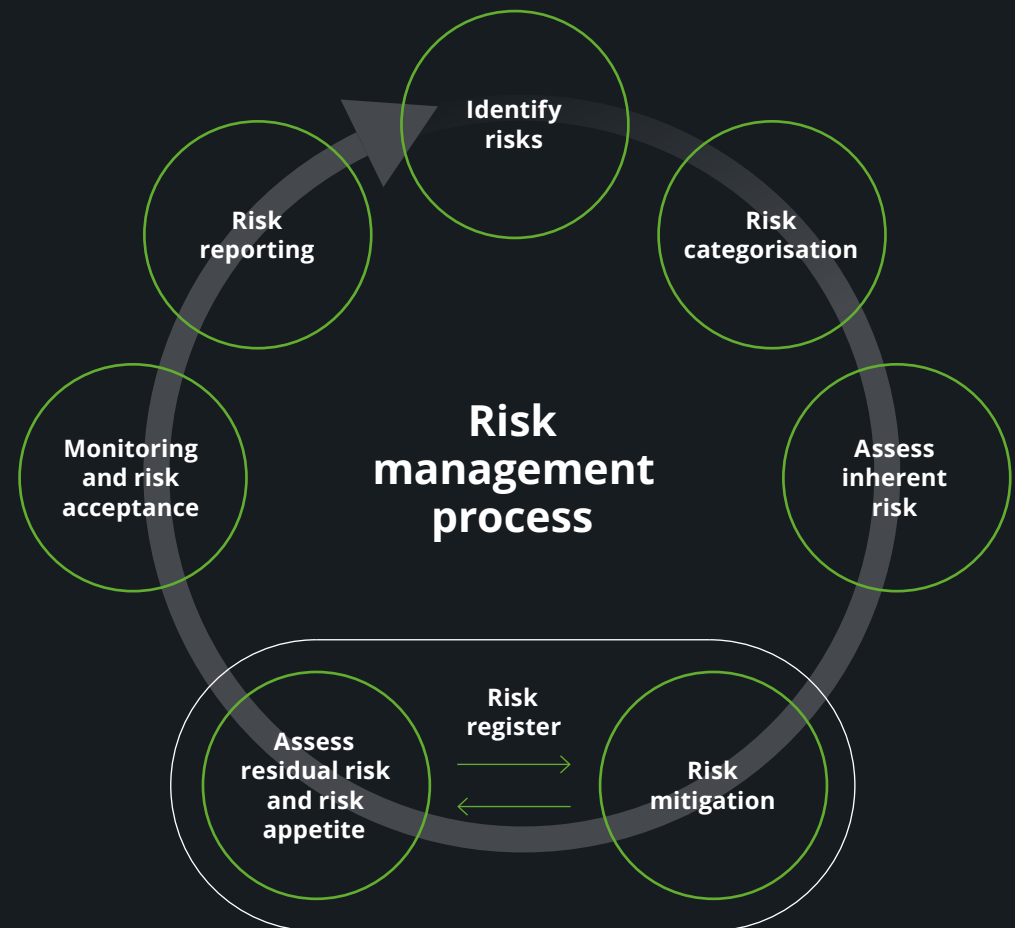 Identify
risks
Risk
categorisation
Assess
inherent
risk
Risk
mitigation
Risk
register
Assess
residual risk
and risk
appetite
Monitoring
and risk
acceptance
Risk
reporting
Risk
management
process